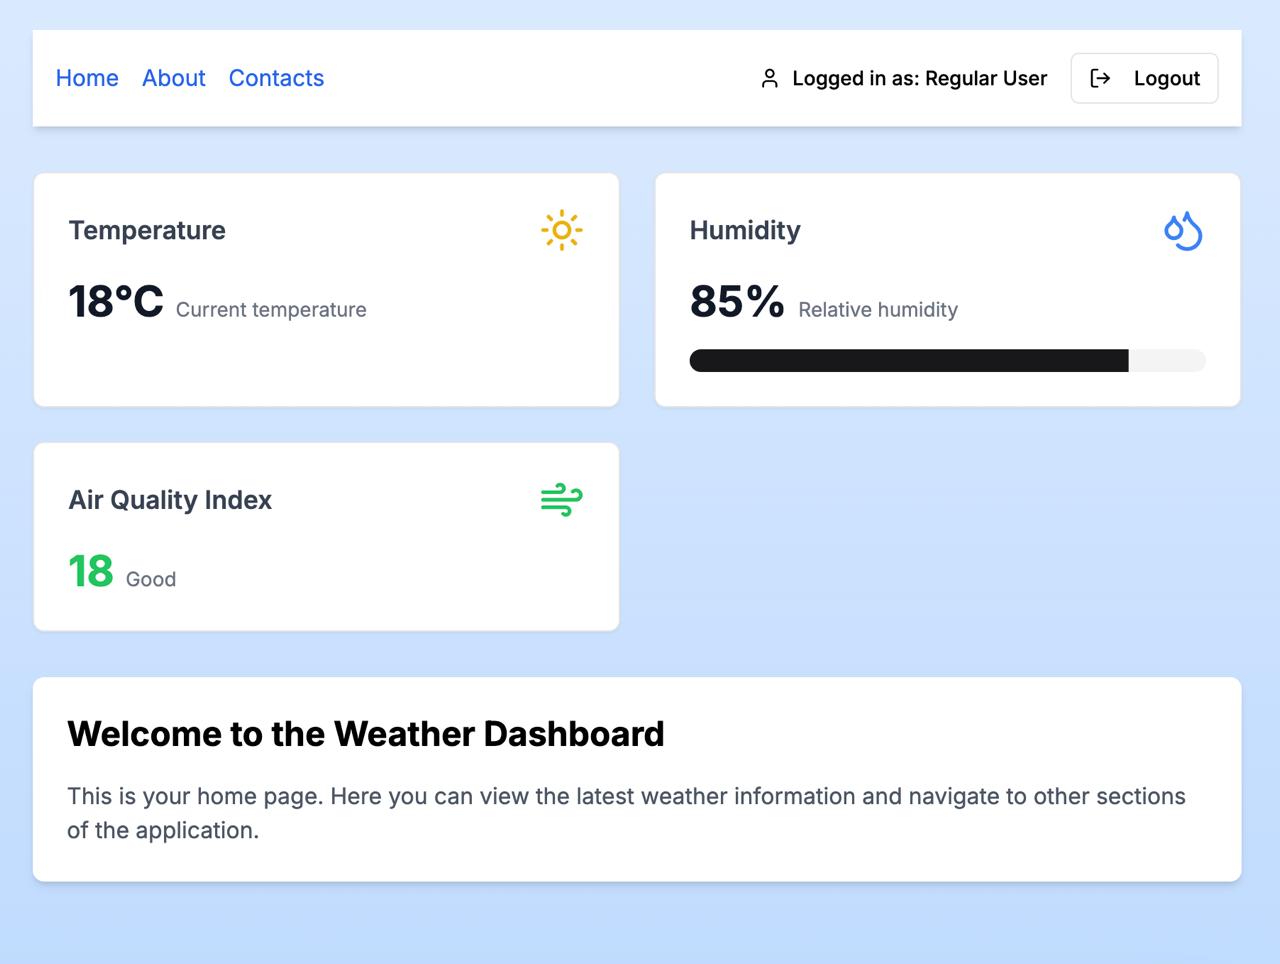 Home About Contacts Logged in as: Regular User Logout
Temperature
18°C Current temperature
Humidity
85% Relative humidity
Air Quality Index
18 Good
Welcome to the Weather Dashboard
This is your home page. Here you can view the latest weather information and navigate to other sections
of the application.